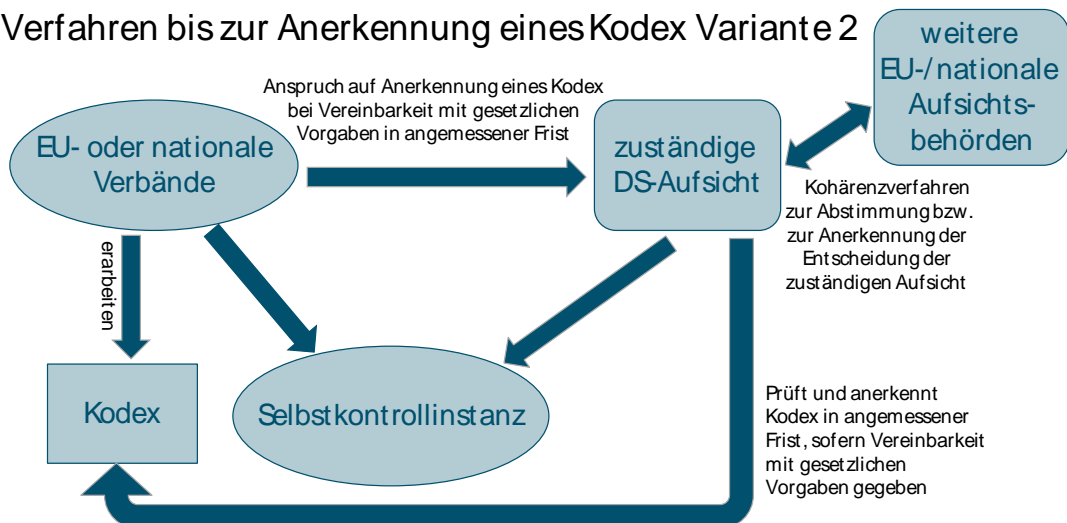 Verfahren bis zur Anerkennung eines Kodex Variante 2
weitere
EU-/nationale
Aufsichts-
behörden
Anspruch auf Anerkennung eines Kodex
bei Vereinbarkeit mit gesetzlichen
Vorgaben in angemessener Frist
EU- oder nationale
Verbände
zuständige
DS-Aufsicht
Kohärenzverfahren
zur Abstimmung bzw.
zur Anerkennung der
Entscheidung der
zuständigen Aufsicht
erarbeiten
Kodex
Selbstkontrollinstanz
Prüft und anerkennt
Kodex in angemessener
Frist, sofern Vereinbarkeit
mit gesetzlichen
Vorgaben gegeben